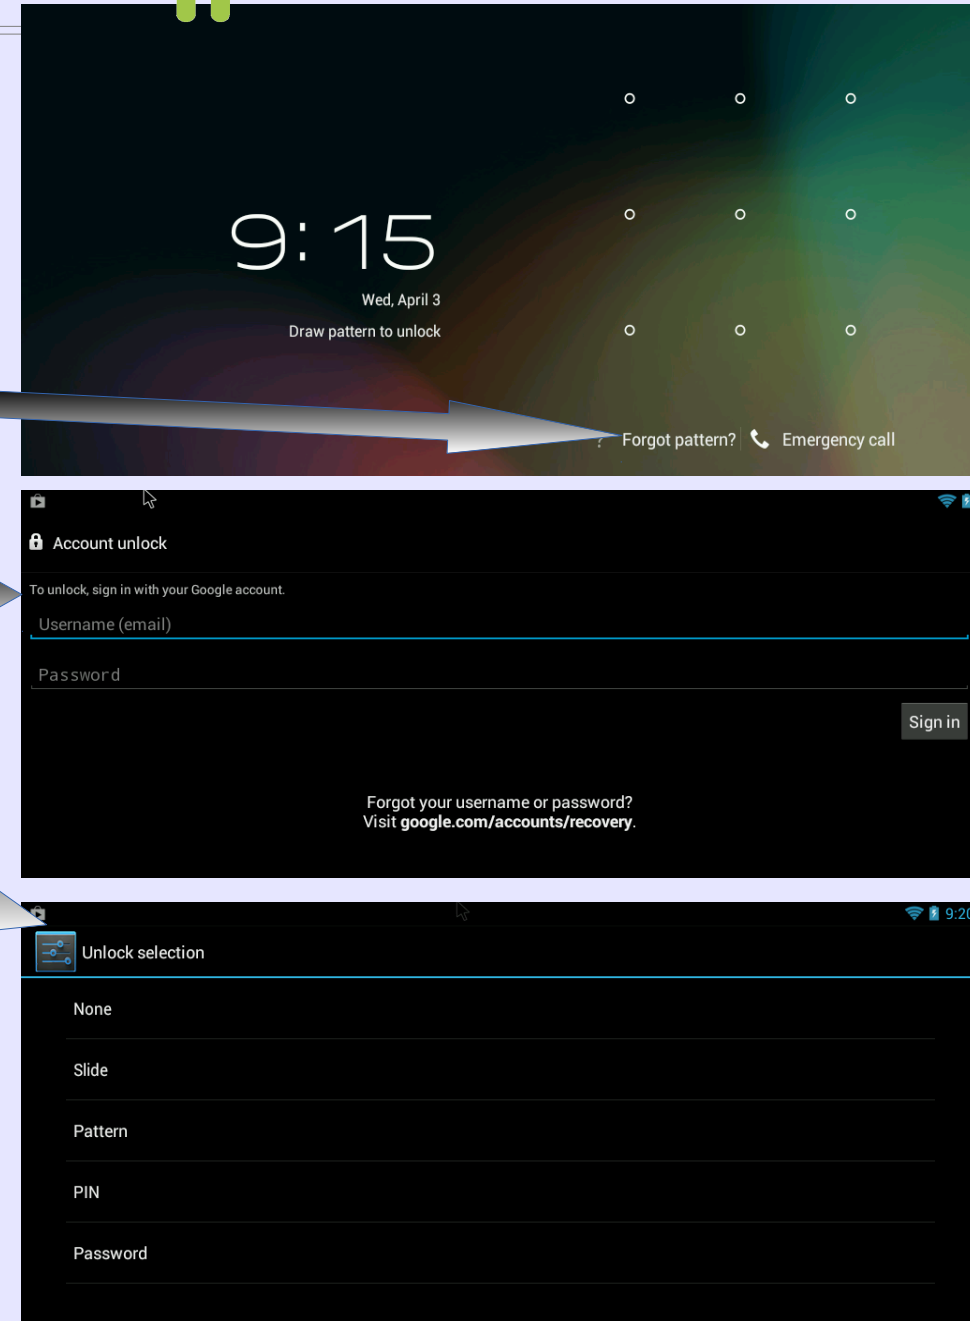 9:15
Wed, April 3
Draw pattern to unlock
? Forgot pattern?
Emergency call
Account unlock
To unlock, sign in with your Google account.
Username (email)
Password
Sign in
Forgot your username or password?
Visit google.com/accounts/recovery.
9:20
Unlock selection
None
Slide
Pattern
PIN
Password